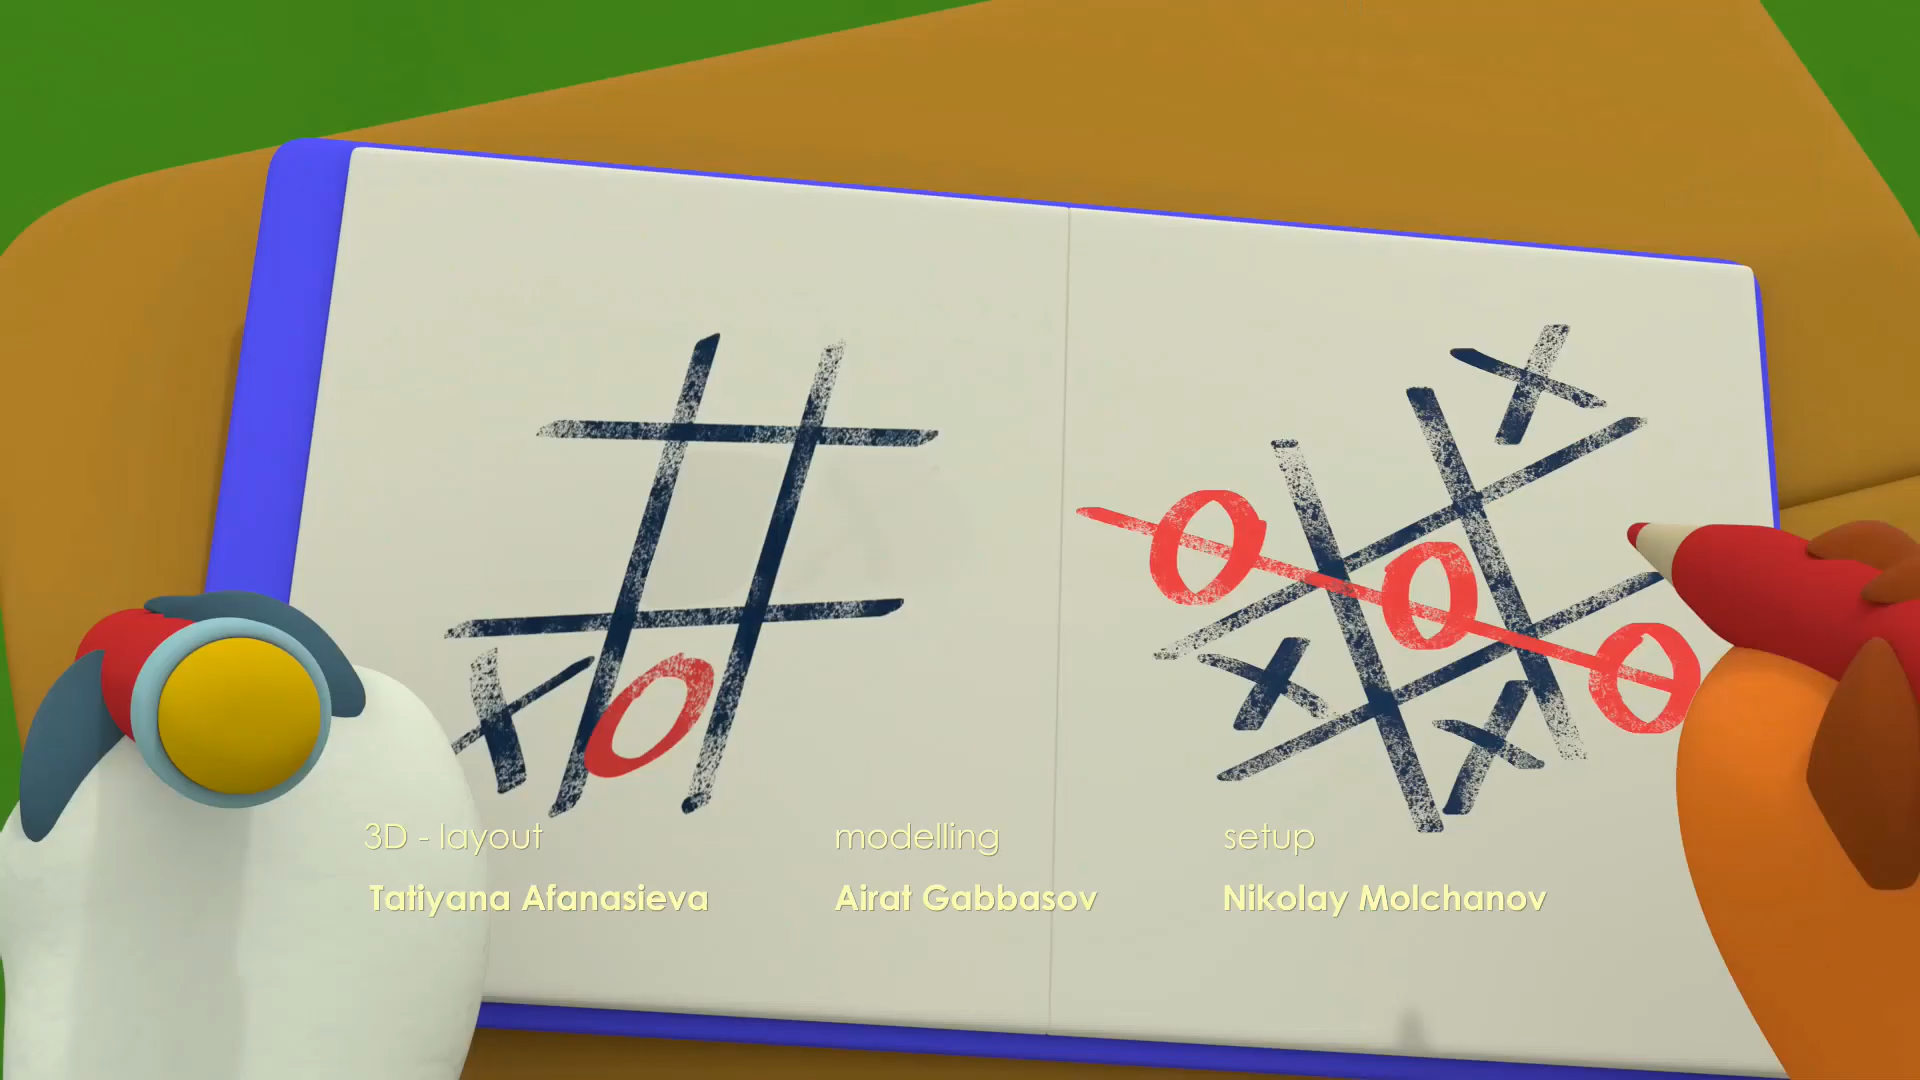 3D - layout
modelling
setup
Tatiyana Afanasieva
Airat Gabbasov
Nikolay Molchanov